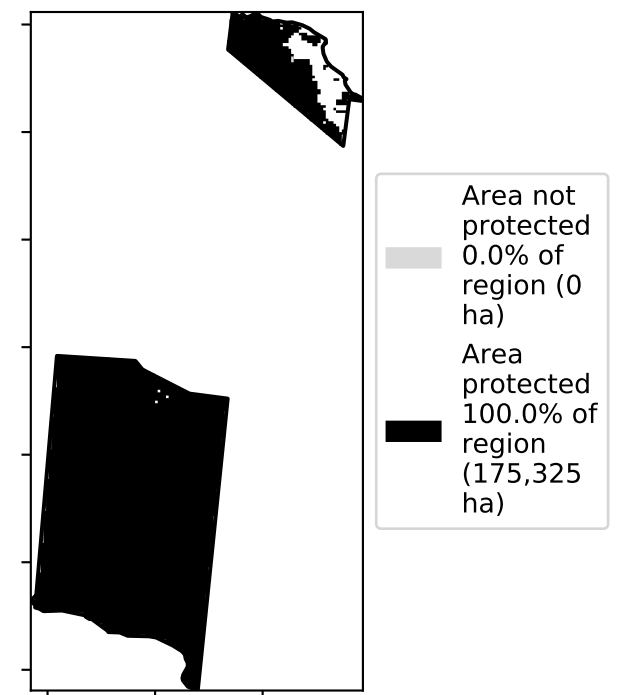 Area not
protected
0.0% of
region (0
ha)
Area
protected
100.0% of
region
(175,325
ha)